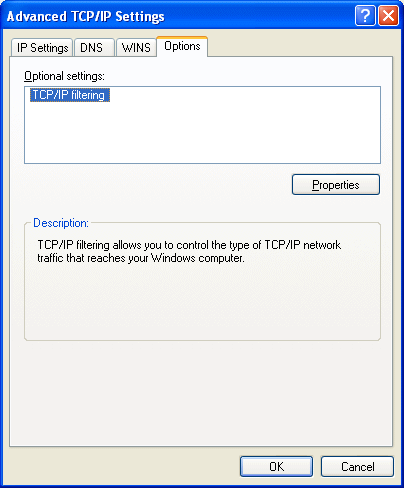 Advanced TCP/IP Settings
IP Settings DNS WINS Options
Optional settings:
TCP/IP filtering
Properties
Description:
TCP/IP filtering allows you to control the type of TCP/IP network
traffic that reaches your Windows computer.
OK Cancel